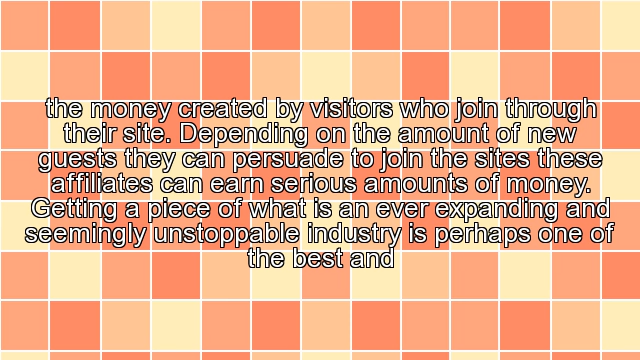 the money created by visitors who join through
their site. Depending on the amount of new
guests they can persuade to join the sites these
affiliates can earn serious amounts of money.
Getting a piece of what is an ever expanding and
seemingly unstoppable industry is perhaps one of
the best and